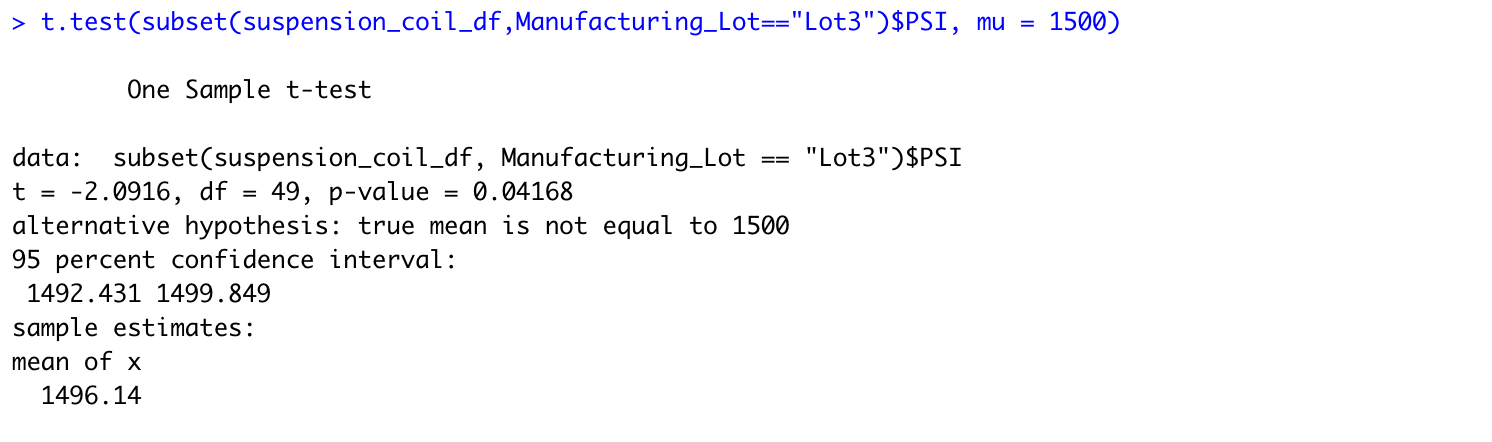 > t.test(subset(suspension_coil_df,Manufacturing_Lot=="Lot3")$PSI, mu = 1500)
One Sample t-test
data:  subset(suspension_coil_df, Manufacturing_Lot == "Lot3")$PSI
t = -2.0916, df = 49, p-value = 0.04168
alternative hypothesis: true mean is not equal to 1500
95 percent confidence interval:
 1492.431 1499.849
sample estimates:
mean of x
  1496.14